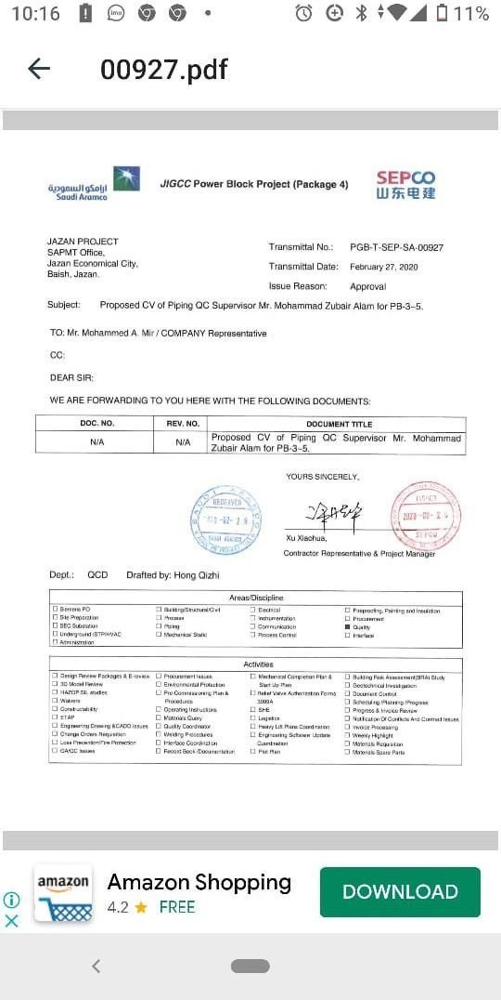 10:16
imo
11%
00927.pdf
أرامكو السعودية
Saudi Aramco
JIGCC Power Block Project (Package 4)
SEPCO
山东电建
JAZAN PROJECT
SAPMT Office,
Jazan Economical City,
Baish, Jazan.
Transmittal No.: PGB-T-SEP-SA-00927
Transmittal Date: February 27, 2020
Issue Reason: Approval
Subject: Proposed CV of Piping QC Supervisor Mr. Mohammad Zubair Alam for PB-3~5.
TO: Mr. Mohammed A. Mir / COMPANY Representative
CC:
DEAR SIR:
WE ARE FORWARDING TO YOU HERE WITH THE FOLLOWING DOCUMENTS:
DOC. NO. REV. NO. DOCUMENT TITLE
N/A N/A Proposed CV of Piping QC Supervisor Mr. Mohammad
Zubair Alam for PB-3~5.
YOURS SINCERELY,
RECEIVED
SAUDI ARAMCO
ISSUED
2020 -02- 2
SEPCO
Xu Xiaohua,
Contractor Representative & Project Manager
Dept.: QCD Drafted by: Hong Qizhi
Areas/Discipline
Siemens PO Building/Structural/Civil Electrical Fireproofing, Painting and Insulation
Site Preparation Process Instrumentation Procurement
SEC Substation Piping Communication Quality
Underground /STP/HVAC Mechanical Static Process Control Interface
Administration
Activities
Design Review Packages & E-review Procurement Issues Mechanical Completion Plan & Building Risk Assessment(BRA) Study
3D Model Review Environmental Protection Start Up Plan Geotechnical Investigation
HAZOP SIL studies Pre-Commissioning Plan & Relief Valve Authorization Forms Document Control
Waivers Procedures 3099A Scheduling /Planning /Progress
Constructability Operating Instructions SHE Progress & Invoice Review
ETAP Materials Query Logistics Notification Of Conflicts And Contract Issues
Engineering Drawing &CADD Issues Quality Coordinator Heavy Lift Plans Coordination Invoice Processing
Change Orders Requisition Welding Procedures Engineering Software Update Weekly Highlight
Loss Prevention/Fire Protection Interface Coordination Coordination Materials Requisition
QA/QC Issues Record Book /Documentation Plot Plan Materials Spare Parts
amazon
Amazon Shopping
4.2 FREE
DOWNLOAD